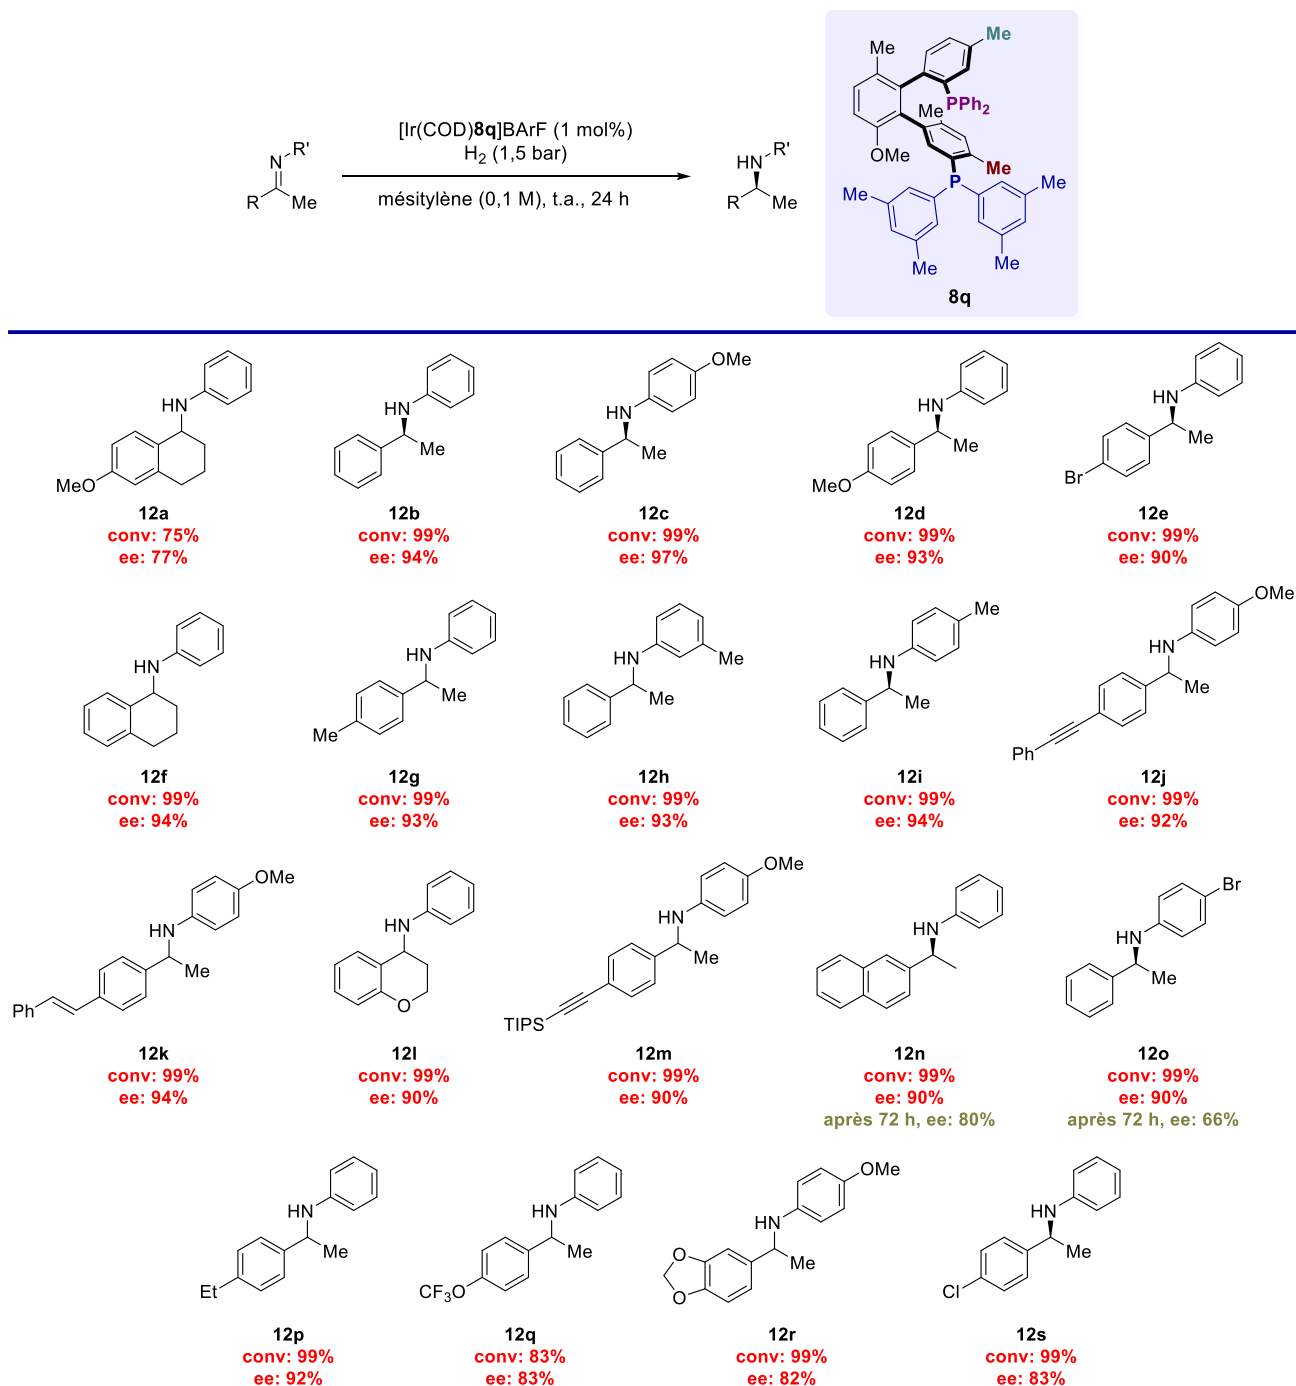 [Ir(COD)8q]BArF (1 mol%)
H2 (1,5 bar)
mésitylène (0,1 M), t.a., 24 h
N R'
R Me
HN R'
R Me
Me
Me
PPh2
Me
OMe
Me
P
Me
Me
Me
Me
8q
HN
MeO
12a
conv: 75%
ee: 77%
HN
Me
12b
conv: 99%
ee: 94%
OMe
HN
Me
12c
conv: 99%
ee: 97%
HN
Me
MeO
12d
conv: 99%
ee: 93%
HN
Me
Br
12e
conv: 99%
ee: 90%
HN
12f
conv: 99%
ee: 94%
HN
Me
Me
12g
conv: 99%
ee: 93%
HN
Me
Me
12h
conv: 99%
ee: 93%
Me
HN
Me
12i
conv: 99%
ee: 94%
OMe
HN
Me
Ph
12j
conv: 99%
ee: 92%
OMe
HN
Me
Ph
12k
conv: 99%
ee: 94%
HN
O
12l
conv: 99%
ee: 90%
OMe
HN
Me
TIPS
12m
conv: 99%
ee: 90%
HN
12n
conv: 99%
ee: 90%
après 72 h, ee: 80%
Br
HN
Me
12o
conv: 99%
ee: 90%
après 72 h, ee: 66%
HN
Me
Et
12p
conv: 99%
ee: 92%
HN
Me
CF3O
12q
conv: 83%
ee: 83%
OMe
HN
Me
O
O
12r
conv: 99%
ee: 82%
HN
Me
Cl
12s
conv: 99%
ee: 83%